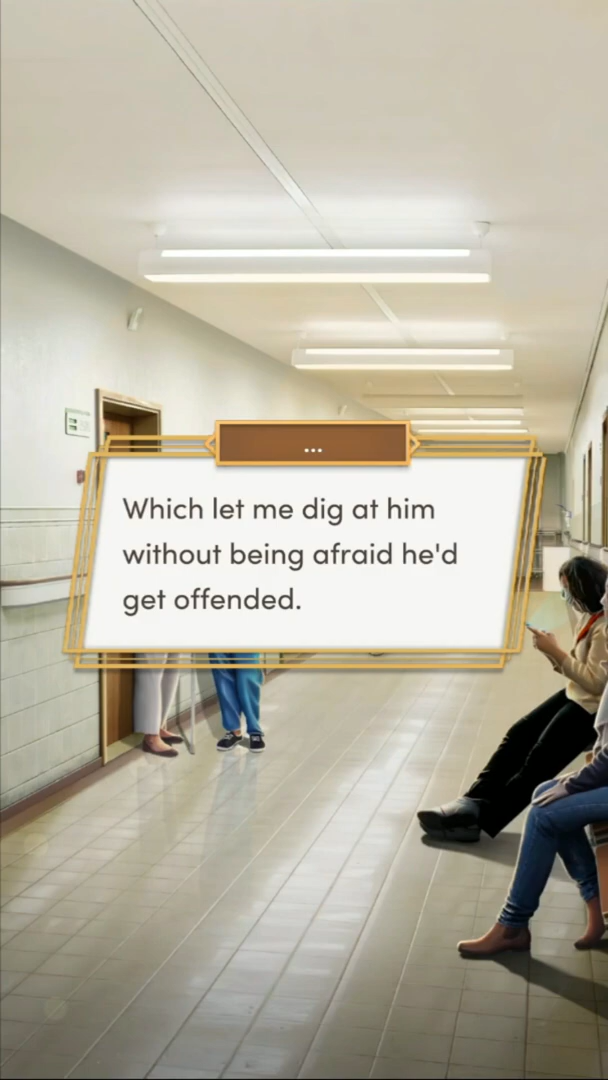 ...
Which let me dig at him
without being afraid he'd
get offended.